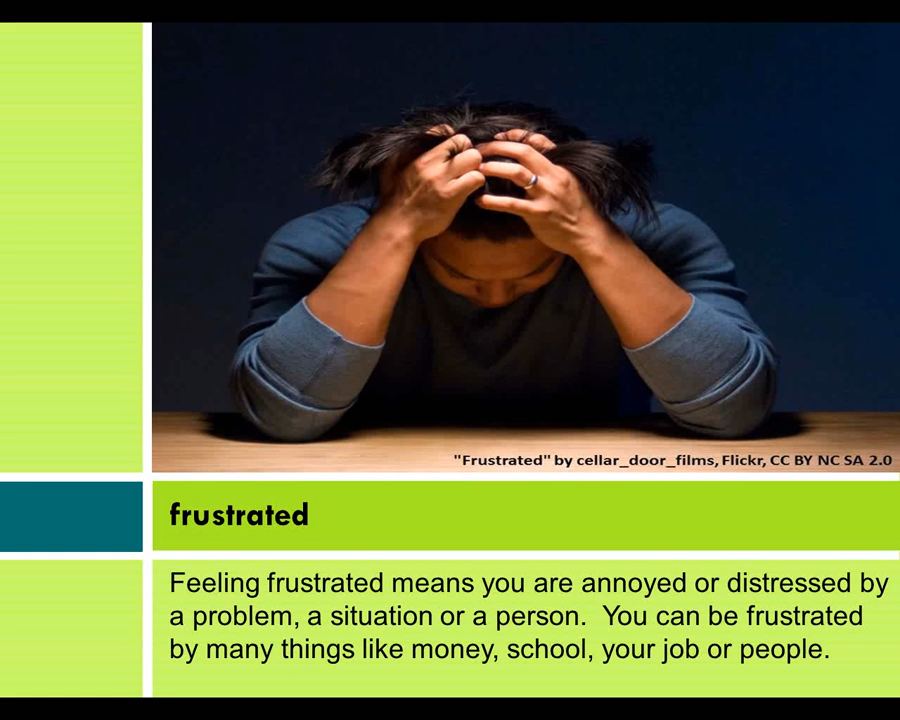 "Frustrated" by cellar_door_films, Flickr, CC BY NC SA 2.0
frustrated
Feeling frustrated means you are annoyed or distressed by
a problem, a situation or a person.  You can be frustrated
by many things like money, school, your job or people.